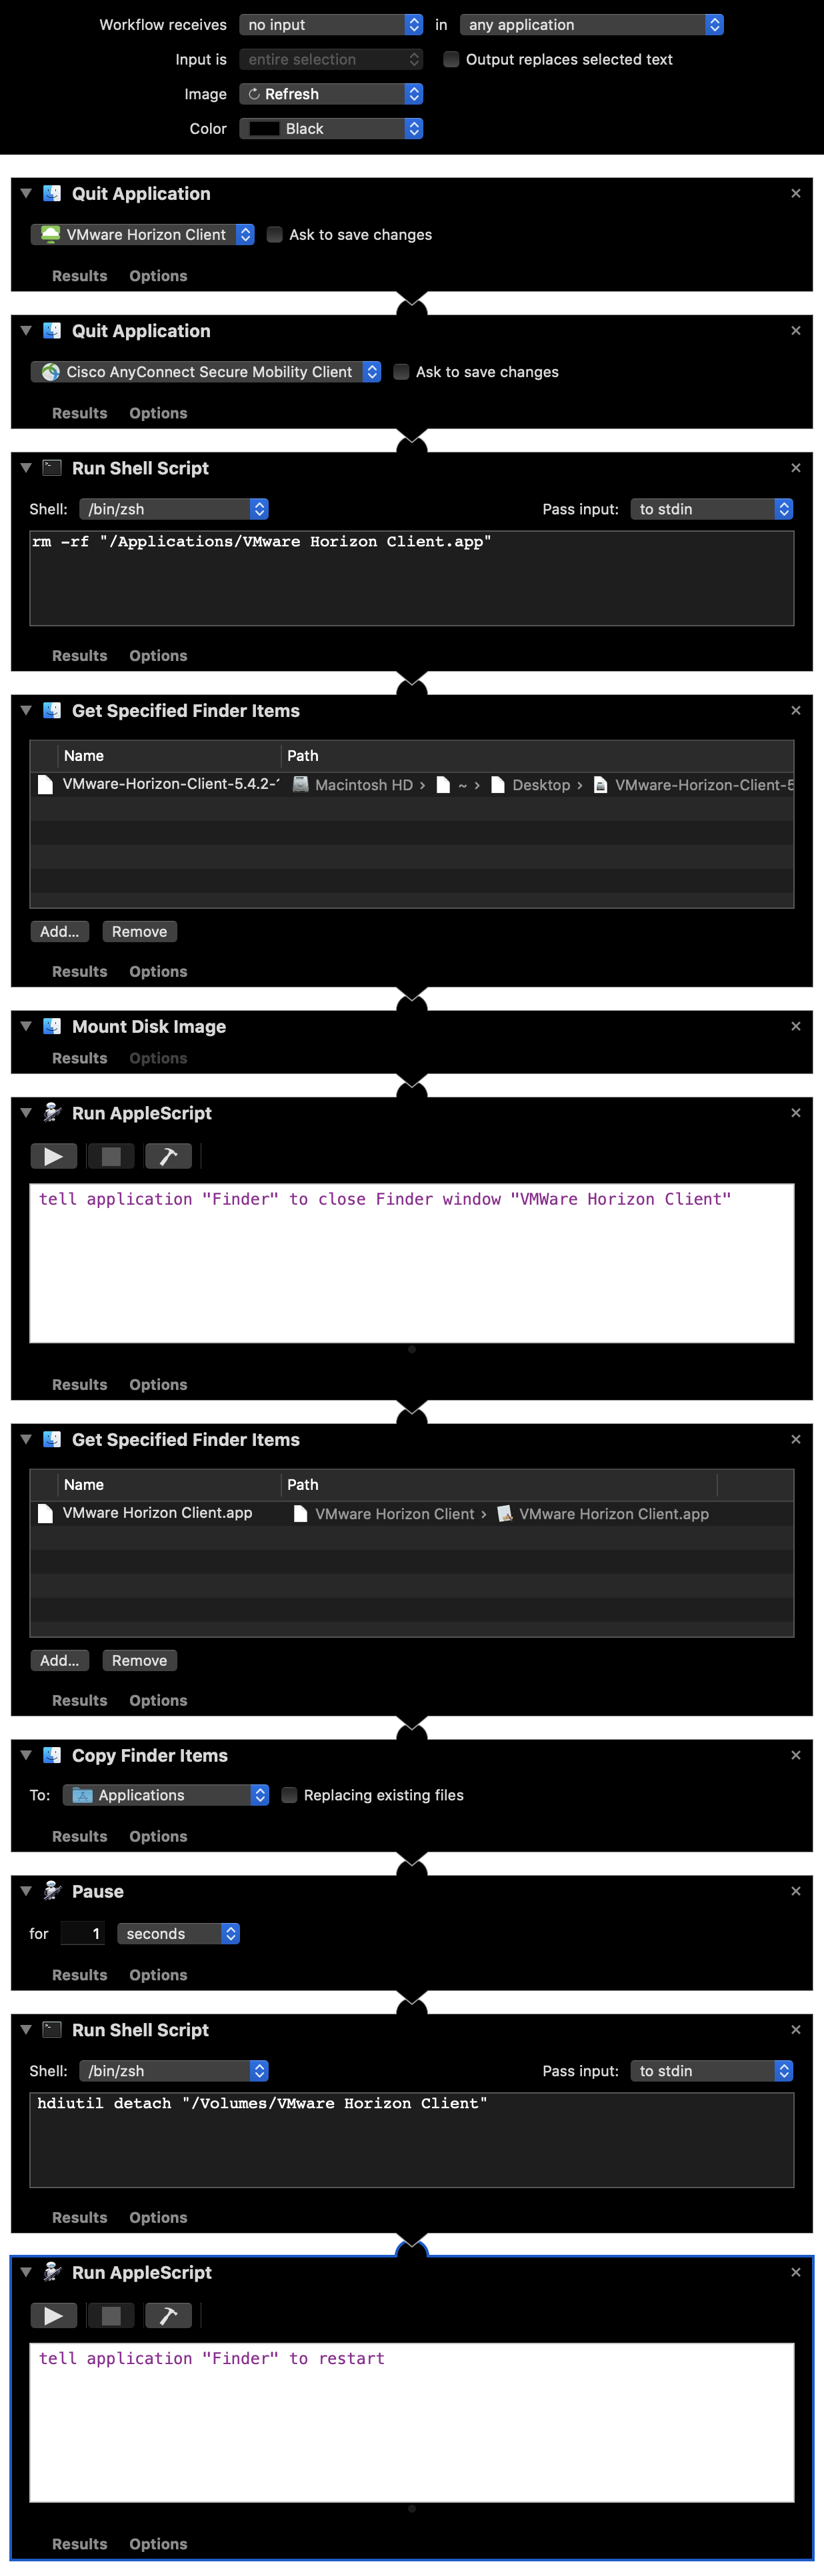 Workflow receives no input in any application
Input is entire selection Output replaces selected text
Image Refresh
Color Black
Quit Application
VMware Horizon Client Ask to save changes
Results Options
Quit Application
Cisco AnyConnect Secure Mobility Client Ask to save changes
Results Options
Run Shell Script
Shell: /bin/zsh Pass input: to stdin
rm -rf "/Applications/VMware Horizon Client.app"
Results Options
Get Specified Finder Items
Name Path
VMware-Horizon-Client-5.4.2- Macintosh HD › ~ › Desktop › VMware-Horizon-Client-5
Add... Remove
Results Options
Mount Disk Image
Results Options
Run AppleScript
tell application "Finder" to close Finder window "VMWare Horizon Client"
Results Options
Get Specified Finder Items
Name Path
VMware Horizon Client.app VMware Horizon Client › VMware Horizon Client.app
Add... Remove
Results Options
Copy Finder Items
To: Applications Replacing existing files
Results Options
Pause
for 1 seconds
Results Options
Run Shell Script
Shell: /bin/zsh Pass input: to stdin
hdiutil detach "/Volumes/VMware Horizon Client"
Results Options
Run AppleScript
tell application "Finder" to restart
Results Options